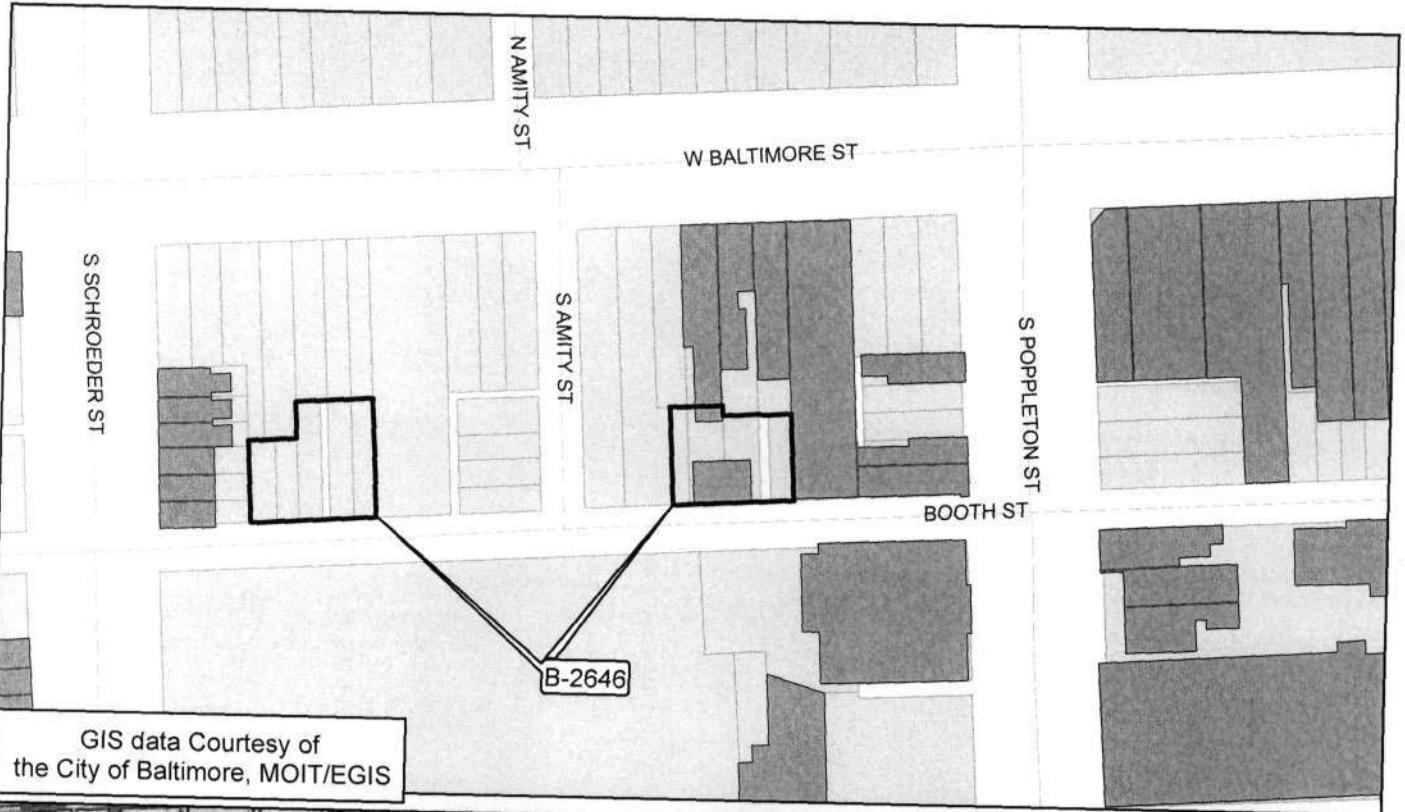 N AMITY ST
W BALTIMORE ST
S SCHROEDER ST
S AMITY ST
S POPPLETON ST
BOOTH ST
B-2646
GIS data Courtesy of
the City of Baltimore, MOIT/EGIS